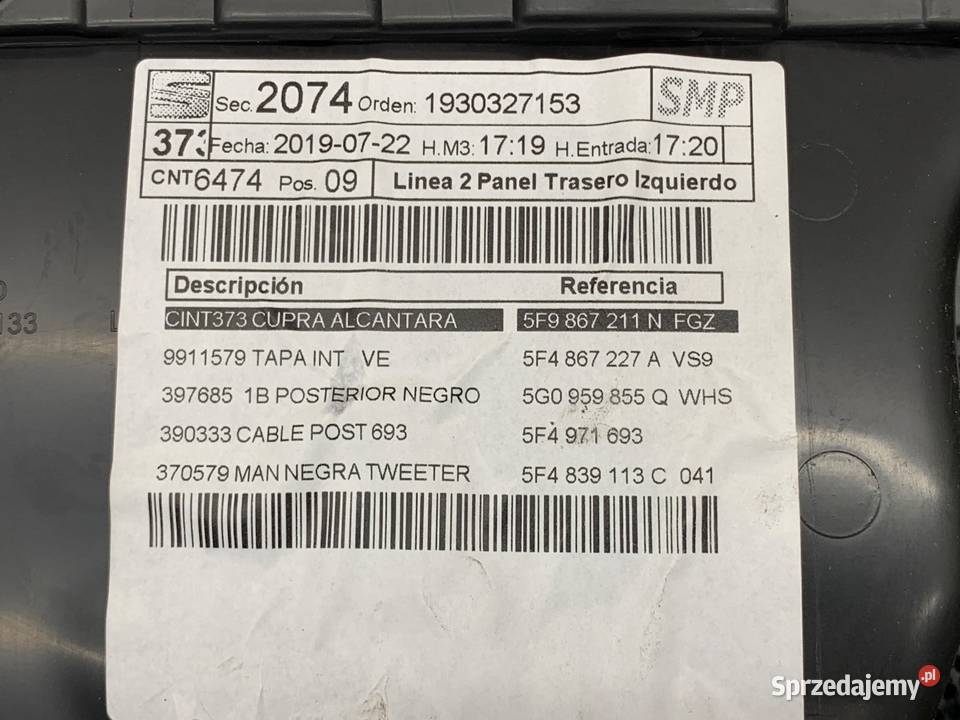 Sec. 2074 Orden: 1930327153 SMP
373 Fecha: 2019-07-22 H.M3: 17:19 H.Entrada: 17:20
CNT 6474 Pos. 09 Linea 2 Panel Trasero Izquierdo
Descripción Referencia
CINT373 CUPRA ALCANTARA 5F9 867 211 N FGZ
9911579 TAPA INT VE 5F4 867 227 A VS9
397685 1B POSTERIOR NEGRO 5G0 959 855 Q WHS
390333 CABLE POST 693 5F4 971 693
370579 MAN NEGRA TWEETER 5F4 839 113 C 041
133
Sprzedajemy.pl